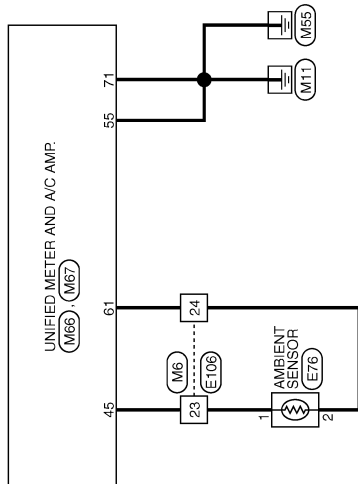 UNIFIED METER AND A/C AMP.
M66 , M67
45
61
55
71
23
24
M6
E106
1
2
AMBIENT
SENSOR
E76
M11
M55